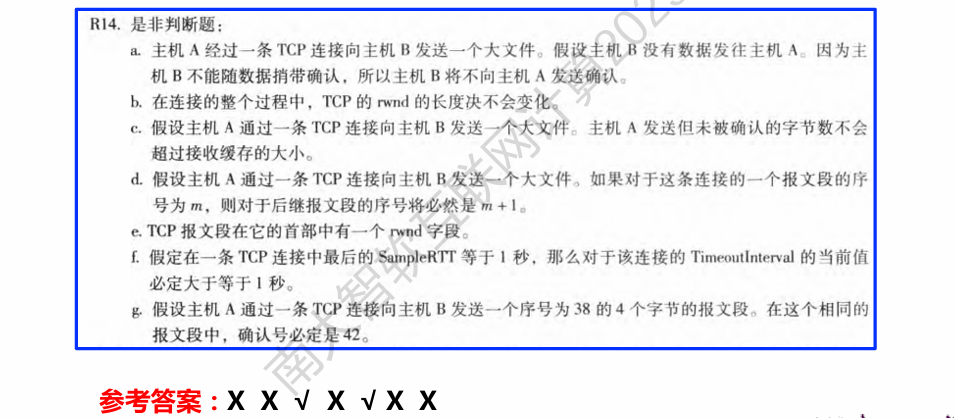 R14. 是非判断题：
a. 主机 A 经过一条 TCP 连接向主机 B 发送一个大文件。假设主机 B 没有数据发往主机 A。因为主
机 B 不能随数据捎带确认，所以主机 B 将不向主机 A 发送确认。
b. 在连接的整个过程中，TCP 的 rwnd 的长度决不会变化。
c. 假设主机 A 通过一条 TCP 连接向主机 B 发送一个大文件。主机 A 发送但未被确认的字节数不会
超过接收缓存的大小。
d. 假设主机 A 通过一条 TCP 连接向主机 B 发送一个大文件。如果对于这条连接的一个报文段的序
号为 m，则对于后继报文段的序号将必然是 m + 1。
e. TCP 报文段在它的首部中有一个 rwnd 字段。
f. 假定在一条 TCP 连接中最后的 SampleRTT 等于 1 秒，那么对于该连接的 TimeoutInterval 的当前值
必定大于等于 1 秒。
g. 假设主机 A 通过一条 TCP 连接向主机 B 发送一个序号为 38 的 4 个字节的报文段。在这个相同的
报文段中，确认号必定是 42。
南大智软互联网计算202
参考答案：X X √ X √ X X